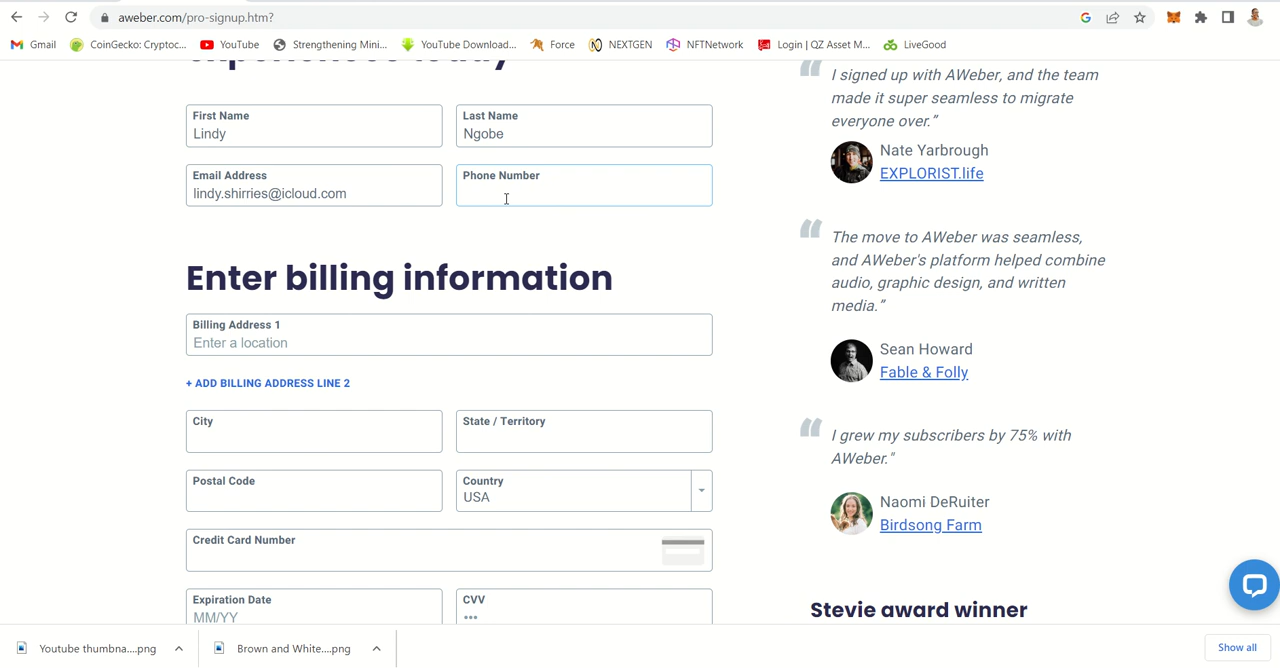 aweber.com/pro-signup.htm?
Gmail
CoinGecko: Cryptoc...
YouTube
Strengthening Mini...
YouTube Download...
Force
NEXTGEN
NFTNetwork
Login | QZ Asset M...
LiveGood
experiences today
First Name
Lindy
Last Name
Ngobe
Email Address
lindy.shirries@icloud.com
Phone Number
Enter billing information
Billing Address 1
Enter a location
+ ADD BILLING ADDRESS LINE 2
City
State / Territory
Postal Code
Country
USA
Credit Card Number
Expiration Date
MM/YY
CVV
•••
I signed up with AWeber, and the team
made it super seamless to migrate
everyone over.”
Nate Yarbrough
EXPLORIST.life
The move to AWeber was seamless,
and AWeber's platform helped combine
audio, graphic design, and written
media.”
Sean Howard
Fable & Folly
I grew my subscribers by 75% with
AWeber."
Naomi DeRuiter
Birdsong Farm
Stevie award winner
Youtube thumbna....png
Brown and White....png
Show all